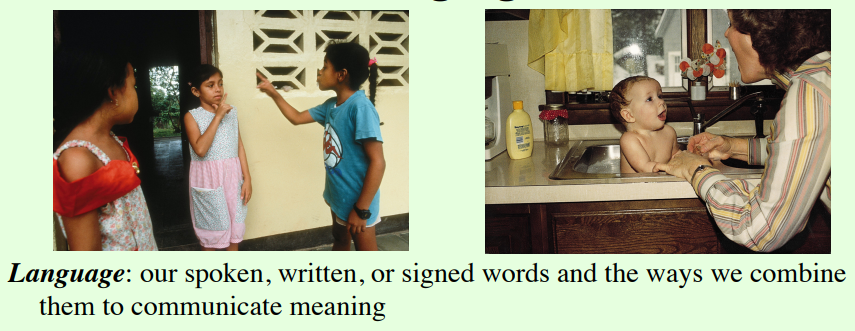 Language: our spoken, written, or signed words and the ways we combine
them to communicate meaning